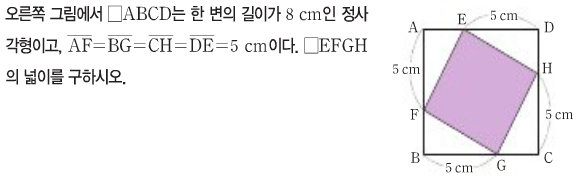 오른쪽 그림에서 □ABCD는 한 변의 길이가 8 cm인 정사
각형이고, AF=BG=CH=DE=5 cm이다. □EFGH
의 넓이를 구하시오.
E 5 cm
A D
5 cm H
F 5 cm
B G C
5 cm